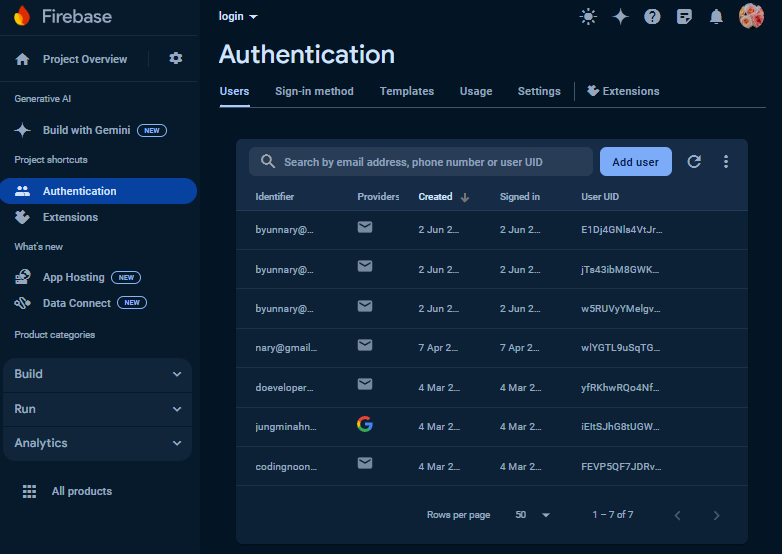 Firebase
login
Project Overview
Authentication
Users
Sign-in method
Templates
Usage
Settings
Extensions
Generative AI
Build with Gemini NEW
Project shortcuts
Authentication
Extensions
What's new
App Hosting NEW
Data Connect NEW
Product categories
Build
Run
Analytics
All products
Search by email address, phone number or user UID
Add user
Identifier Providers Created Signed in User UID
byunnary@... 2 Jun 2... 2 Jun 2... E1Dj4GNls4VtJr...
byunnary@... 2 Jun 2... 2 Jun 2... jTs43ibM8GWK...
byunnary@... 2 Jun 2... 2 Jun 2... w5RUVyYMelgv...
nary@gmail... 7 Apr 2... 7 Apr 2... wlYGTL9uSqTG...
doeveloper... 4 Mar 2... 4 Mar 2... yfRKhwRQo4Nf...
jungminahn... 4 Mar 2... 4 Mar 2... iEItSJhG8tUGW...
codingnoon... 4 Mar 2... 4 Mar 2... FEVP5QF7JDRv...
Rows per page 50 1 – 7 of 7